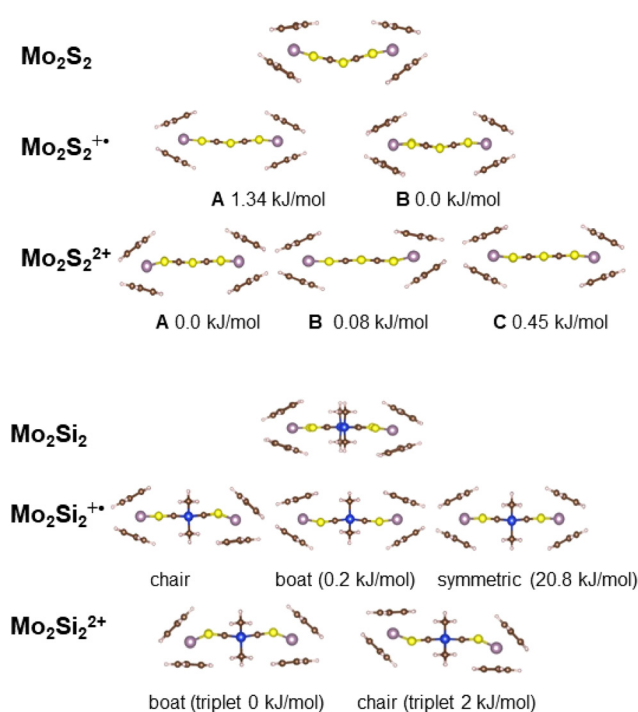 Mo₂S₂
Mo₂S₂⁺•
A 1.34 kJ/mol B 0.0 kJ/mol
Mo₂S₂²⁺
A 0.0 kJ/mol B 0.08 kJ/mol C 0.45 kJ/mol
Mo₂Si₂
Mo₂Si₂⁺•
chair boat (0.2 kJ/mol) symmetric (20.8 kJ/mol)
Mo₂Si₂²⁺
boat (triplet 0 kJ/mol) chair (triplet 2 kJ/mol)